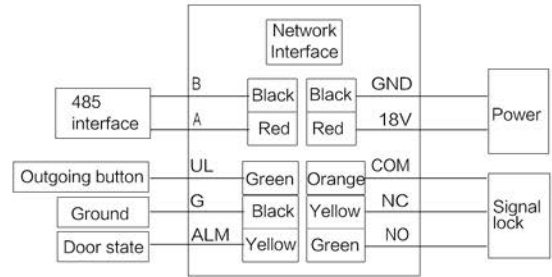 Network
Interface
B
Black
Black
GND
485
interface
A
Red
Red
18V
Power
UL
Outgoing button
Green
Orange
COM
G
Ground
Black
Yellow
NC
Signal
lock
ALM
Door state
Yellow
Green
NO